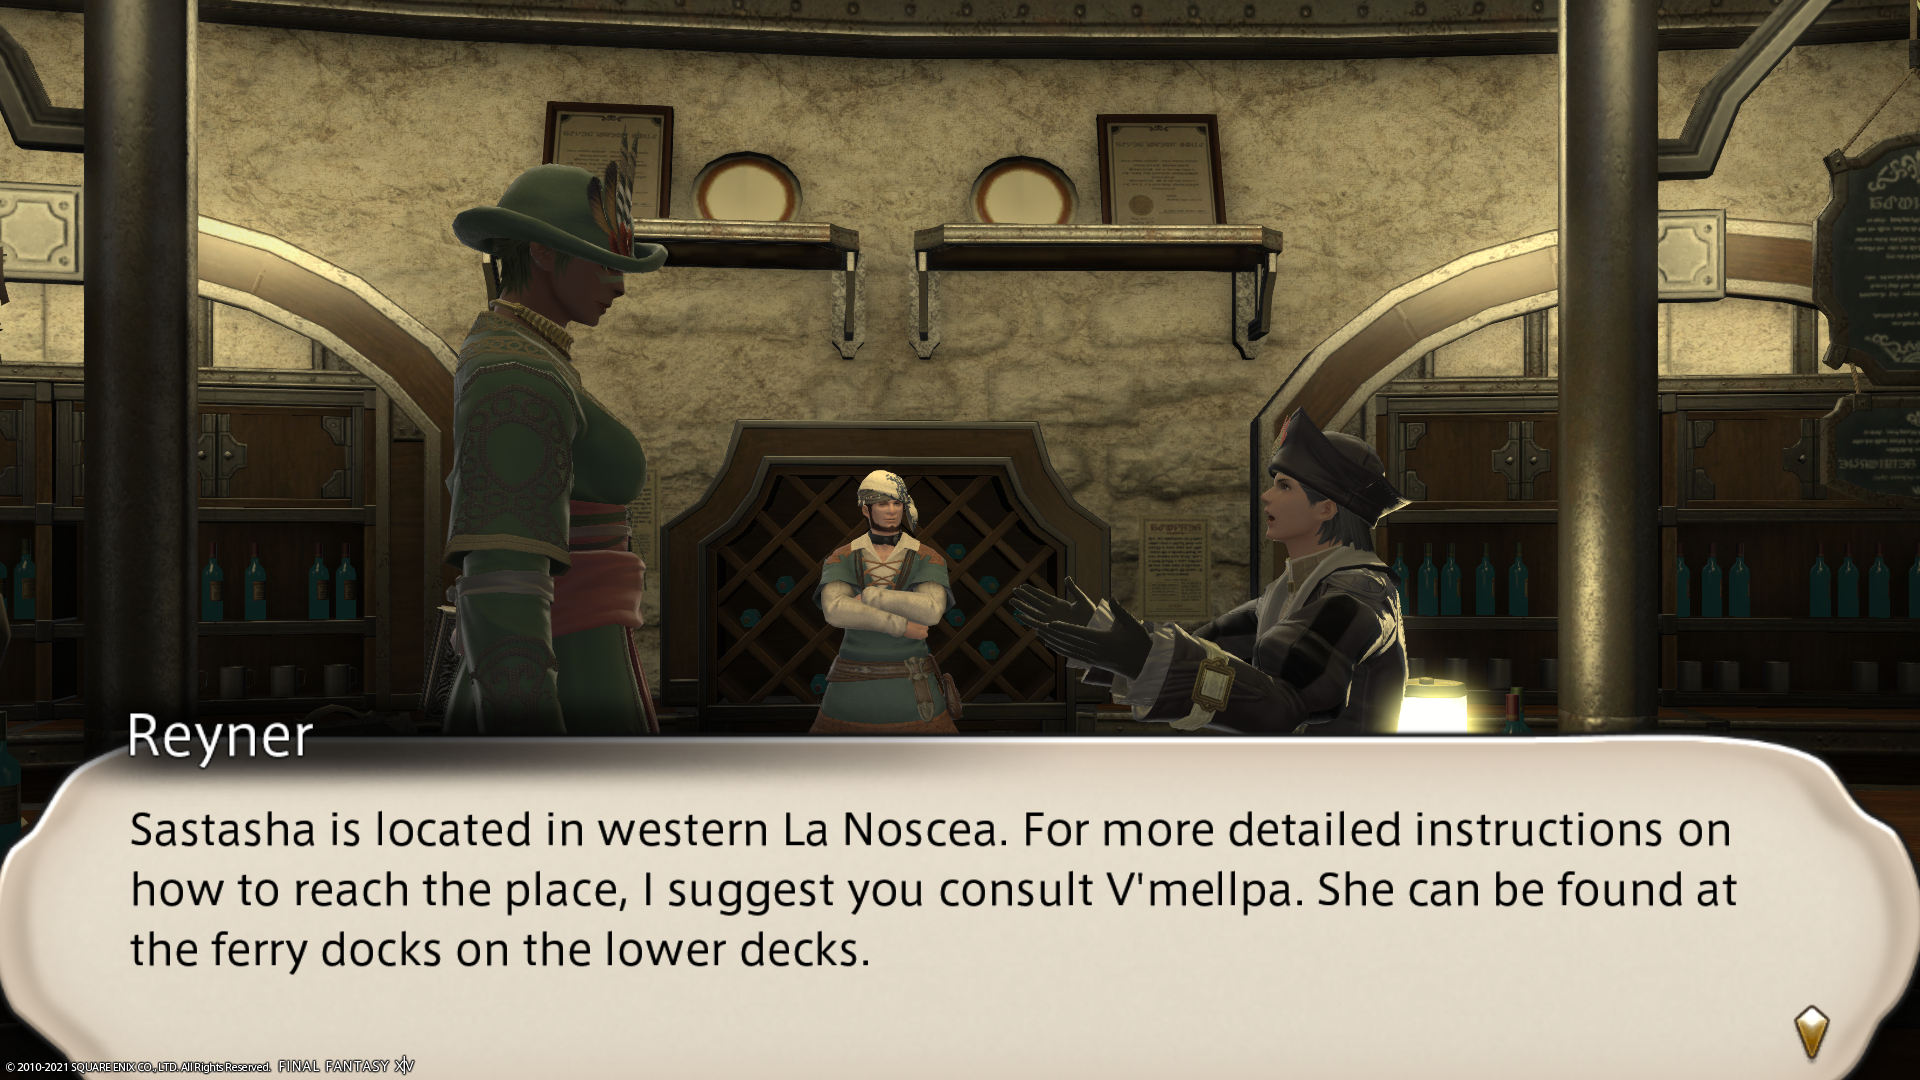 Reyner
Sastasha is located in western La Noscea. For more detailed instructions on
how to reach the place, I suggest you consult V'mellpa. She can be found at
the ferry docks on the lower decks.
© 2010-2021 SQUARE ENIX CO., LTD. All Rights Reserved. FINAL FANTASY XIV